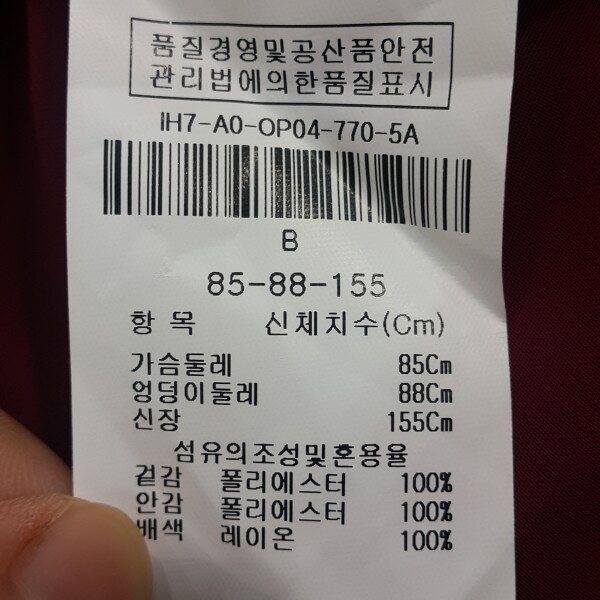 품질경영및공산품안전
관리법에의한품질표시
IH7-A0-OP04-770-5A
B
85-88-155
항 목 신체치수(Cm)
가슴둘레 85Cm
엉덩이둘레 88Cm
신장 155Cm
섬유의조성및혼용율
겉감 폴리에스터 100%
안감 폴리에스터 100%
배색 레이온 100%